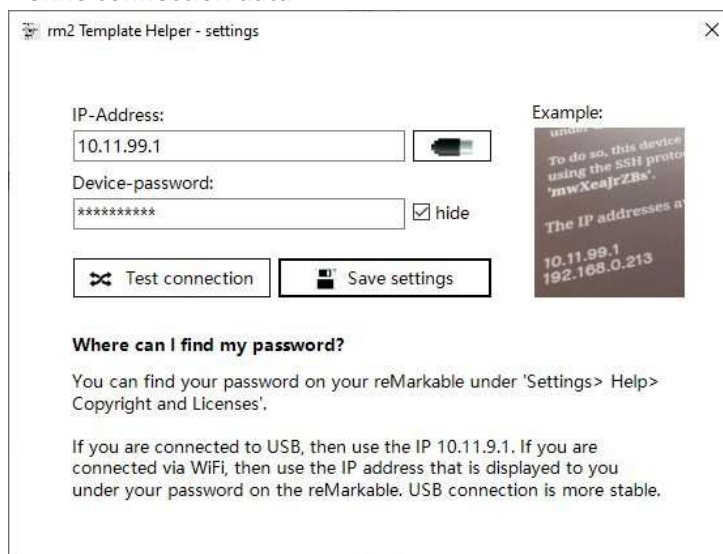 rm2 Template Helper - settings
IP-Address:
10.11.99.1
Device-password:
**********
hide
Test connection
Save settings
Example:
under
To do so, this device
using the SSH proto
'mwXeaJrZBs'.
The IP addresses a
10.11.99.1
192.168.0.213
Where can I find my password?
You can find your password on your reMarkable under 'Settings> Help>
Copyright and Licenses'.
If you are connected to USB, then use the IP 10.11.9.1. If you are
connected via WiFi, then use the IP address that is displayed to you
under your password on the reMarkable. USB connection is more stable.